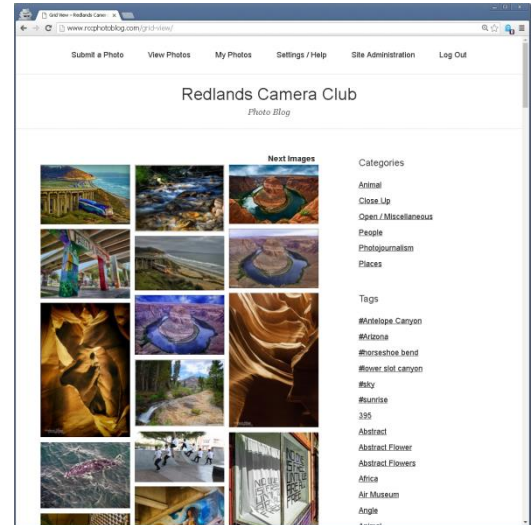 Grid View - Redlands Came
www.rccphotoblog.com/grid-view/
Submit a Photo View Photos My Photos Settings / Help Site Administration Log Out
Redlands Camera Club
Photo Blog
Next Images
Categories
Animal
Close Up
Open / Miscellaneous
People
Photojournalism
Places
Tags
#Antelope Canyon
#Arizona
#horseshoe bend
#lower slot canyon
#sky
#sunrise
395
Abstract
Abstract Flower
Abstract Flowers
Africa
Air Museum
Angle
Animal